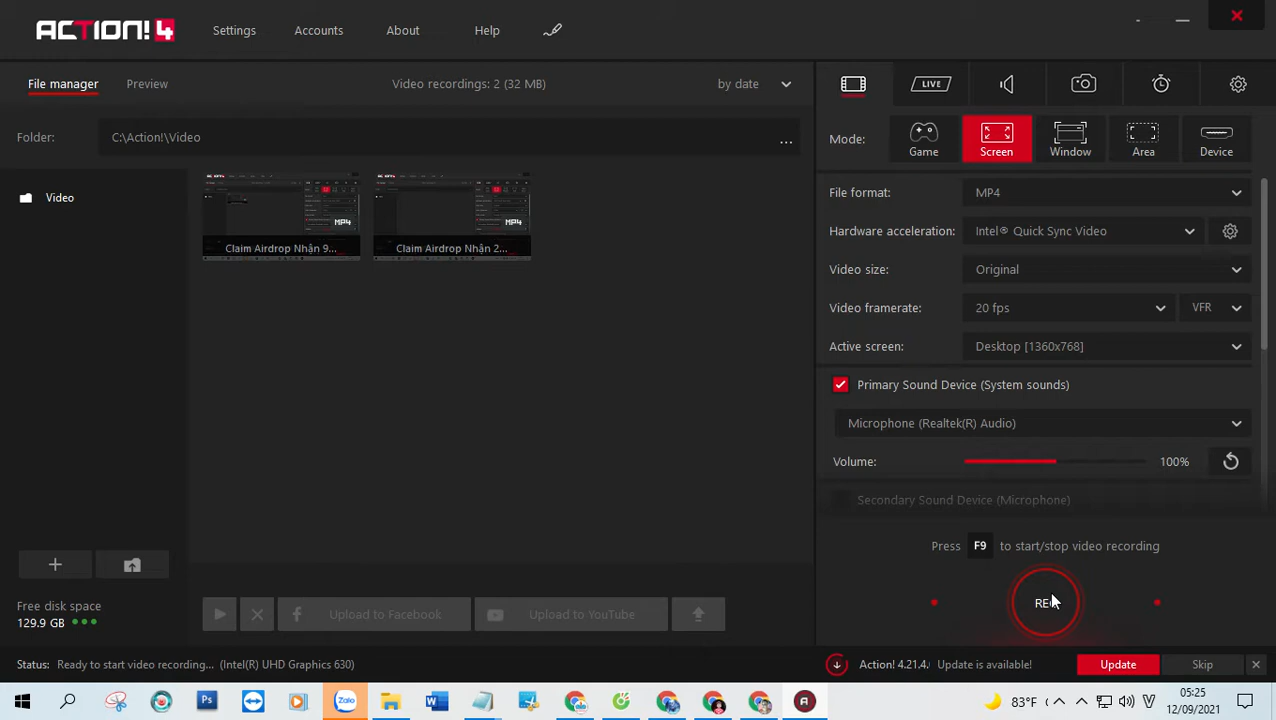 ACTION! 4
Settings
Accounts
About
Help
File manager
Preview
Video recordings: 2 (32 MB)
by date
LIVE
Folder:
C:\Action!\Video
...
Mode:
Game
Screen
Window
Area
Device
Video
MP4
Claim Airdrop Nhận 9...
MP4
Claim Airdrop Nhận 2...
File format:
MP4
Hardware acceleration:
Intel® Quick Sync Video
Video size:
Original
Video framerate:
20 fps
VFR
Active screen:
Desktop [1360x768]
Primary Sound Device (System sounds)
Microphone (Realtek(R) Audio)
Volume:
100%
Secondary Sound Device (Microphone)
Press F9 to start/stop video recording
REC
Free disk space
129.9 GB
Upload to Facebook
Upload to YouTube
Status: Ready to start video recording... (Intel(R) UHD Graphics 630)
Action! 4.21.4.
Update is available!
Update
Skip
Ps
Zalo
W
A
83°F
V
05:25
12/09/2021